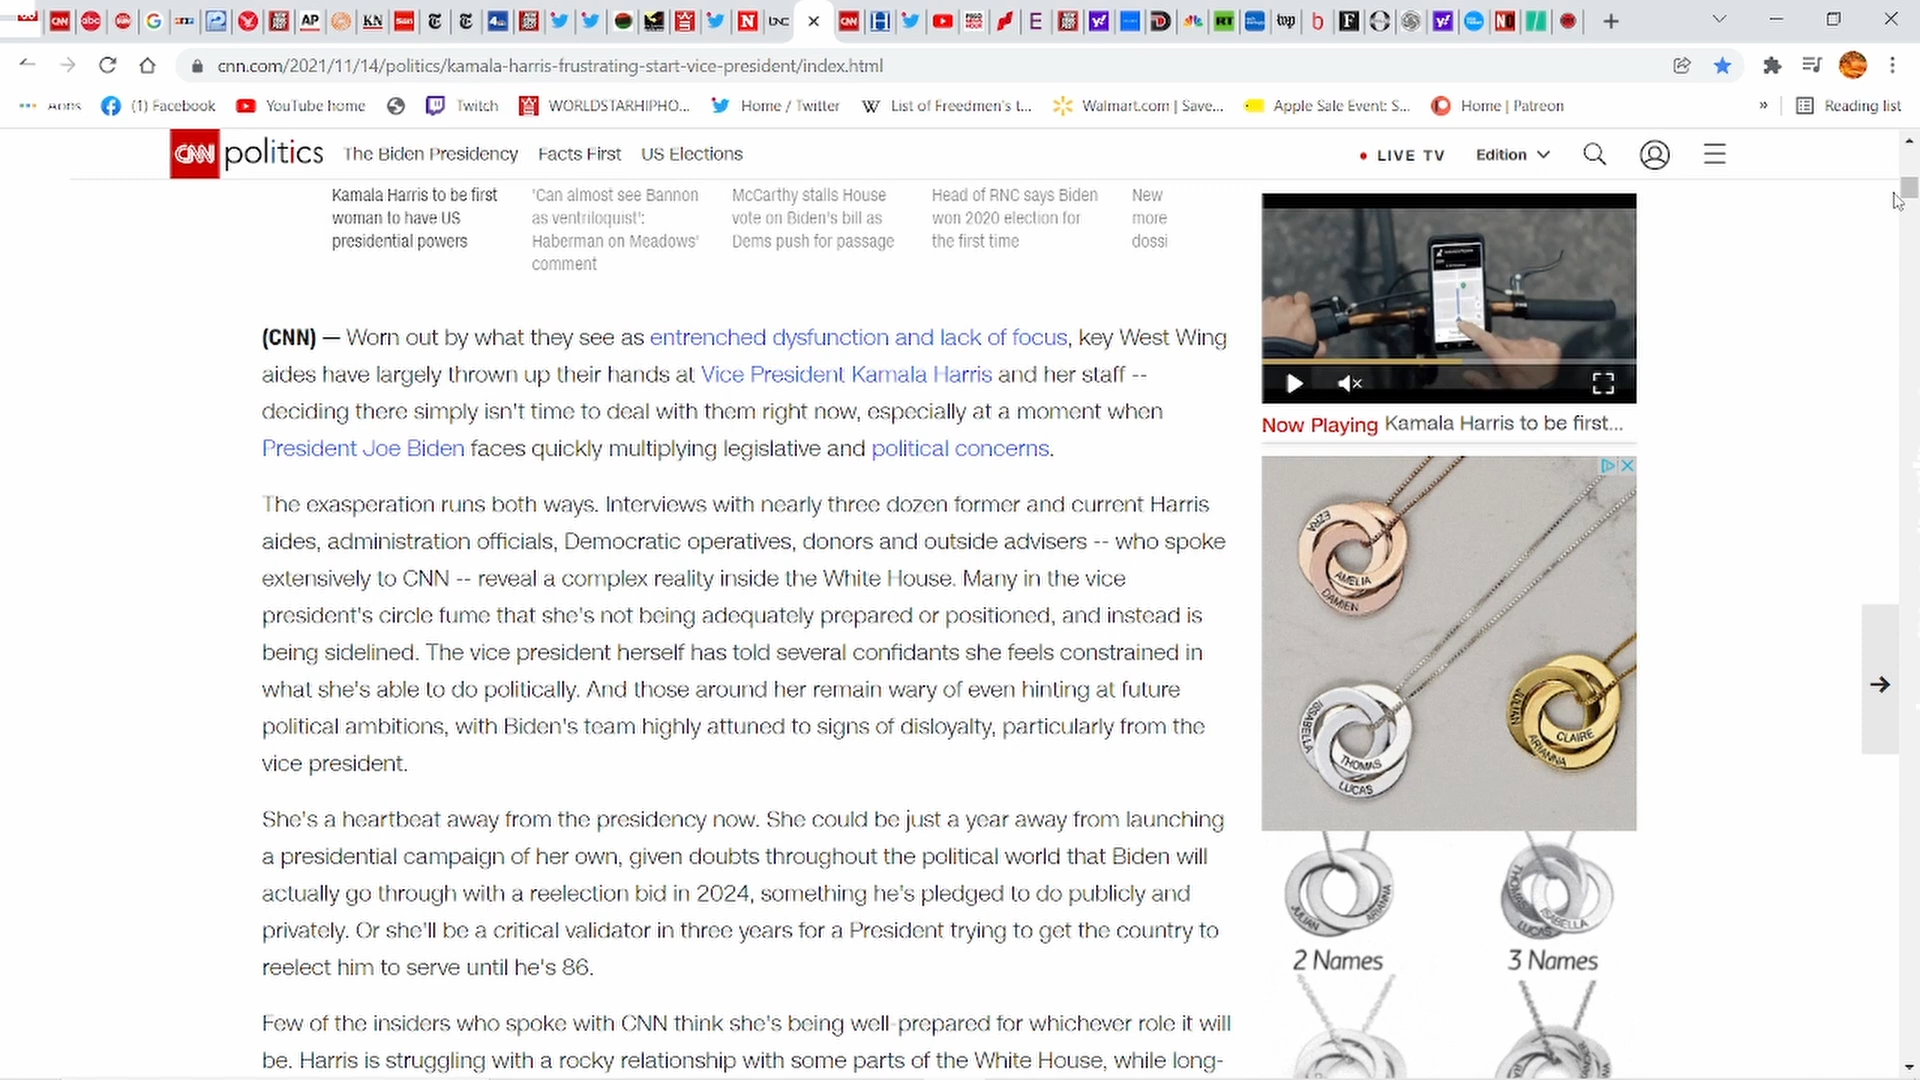 cnn.com/2021/11/14/politics/kamala-harris-frustrating-start-vice-president/index.html
Apps
(1) Facebook
YouTube home
Twitch
WORLDSTARHIPHO...
Home / Twitter
List of Freedmen's t...
Walmart.com | Save...
Apple Sale Event: S...
Home | Patreon
»
Reading list
CNN politics
The Biden Presidency
Facts First
US Elections
LIVE TV
Edition
Kamala Harris to be first
woman to have US
presidential powers
'Can almost see Bannon
as ventriloquist':
Haberman on Meadows'
comment
McCarthy stalls House
vote on Biden's bill as
Dems push for passage
Head of RNC says Biden
won 2020 election for
the first time
New
more
dossi
(CNN) — Worn out by what they see as entrenched dysfunction and lack of focus, key West Wing
aides have largely thrown up their hands at Vice President Kamala Harris and her staff --
deciding there simply isn't time to deal with them right now, especially at a moment when
President Joe Biden faces quickly multiplying legislative and political concerns.
The exasperation runs both ways. Interviews with nearly three dozen former and current Harris
aides, administration officials, Democratic operatives, donors and outside advisers -- who spoke
extensively to CNN -- reveal a complex reality inside the White House. Many in the vice
president's circle fume that she's not being adequately prepared or positioned, and instead is
being sidelined. The vice president herself has told several confidants she feels constrained in
what she's able to do politically. And those around her remain wary of even hinting at future
political ambitions, with Biden's team highly attuned to signs of disloyalty, particularly from the
vice president.
She's a heartbeat away from the presidency now. She could be just a year away from launching
a presidential campaign of her own, given doubts throughout the political world that Biden will
actually go through with a reelection bid in 2024, something he's pledged to do publicly and
privately. Or she'll be a critical validator in three years for a President trying to get the country to
reelect him to serve until he's 86.
Few of the insiders who spoke with CNN think she's being well-prepared for whichever role it will
be. Harris is struggling with a rocky relationship with some parts of the White House, while long-
Now Playing Kamala Harris to be first...
EZRA
AMELIA
DAMIEN
ISSABELLA
THOMAS
LUCAS
JULIAN
CLAIRE
ARIANNA
JULIAN
ARIANNA
THOMAS
ISABELLA
LUCAS
2 Names
3 Names